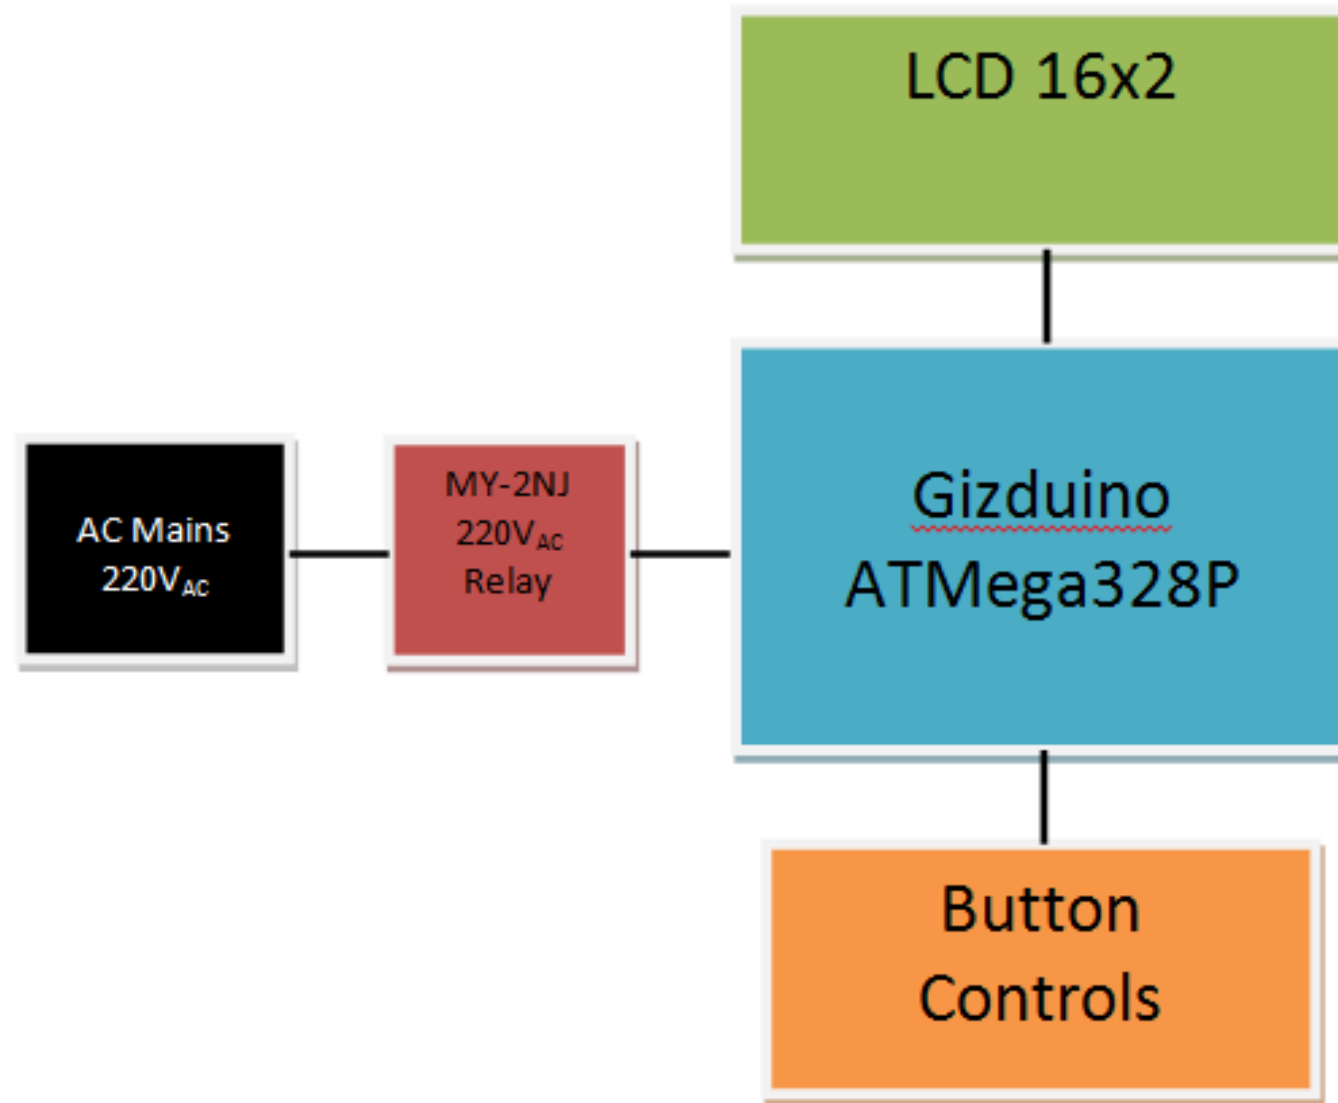 LCD 16x2
Gizduino
ATMega328P
AC Mains
220VAC
MY-2NJ
220VAC
Relay
Button
Controls